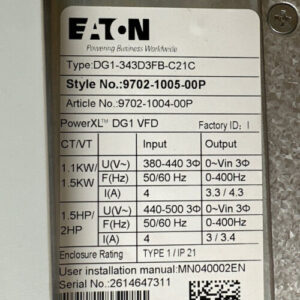 EATON
Powering Business Worldwide
Type:DG1-343D3FB-C21C
Style No.:9702-1005-00P
Article No.:9702-1004-00P
PowerXL™ DG1 VFD Factory ID: I
CT/VT Input Output
1.1KW/ 1.5KW U(V~) 380-440 3Φ 0~Vin 3Φ
F(Hz) 50/60 Hz 0-400Hz
I(A) 4 3.3 / 4.3
1.5HP/ 2HP U(V~) 440-500 3Φ 0~Vin 3Φ
F(Hz) 50/60 Hz 0-400Hz
I(A) 4 3 / 3.4
Enclosure Rating TYPE 1 / IP 21
User installation manual:MN040002EN
Serial No.: 2614647311